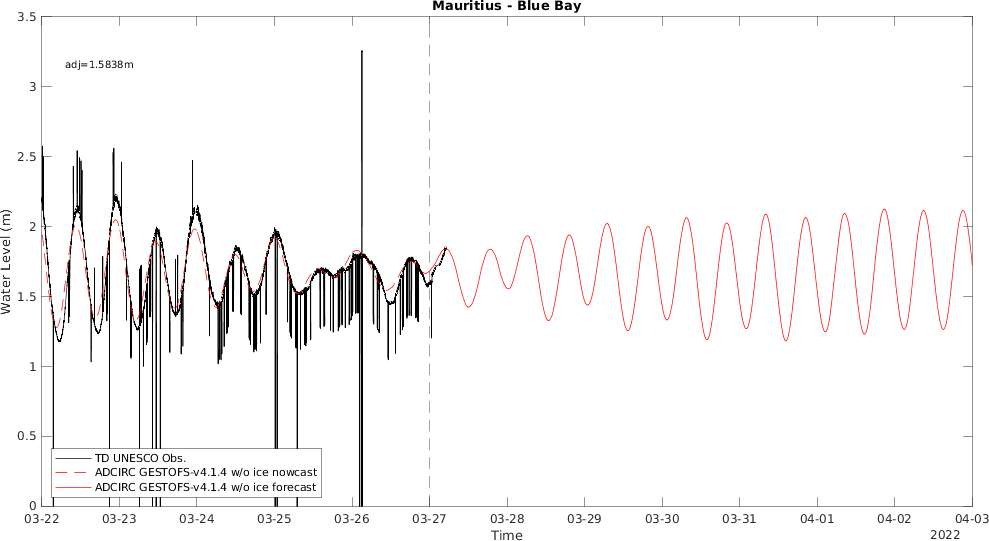 Mauritius - Blue Bay
3.5
adj=1.5838m
3
2.5
2
1.5
1
0.5
0
Water Level (m)
TD UNESCO Obs.
ADCIRC GESTOFS-v4.1.4 w/o ice nowcast
ADCIRC GESTOFS-v4.1.4 w/o ice forecast
03-22 03-23 03-24 03-25 03-26 03-27 03-28 03-29 03-30 03-31 04-01 04-02 04-03
Time
2022